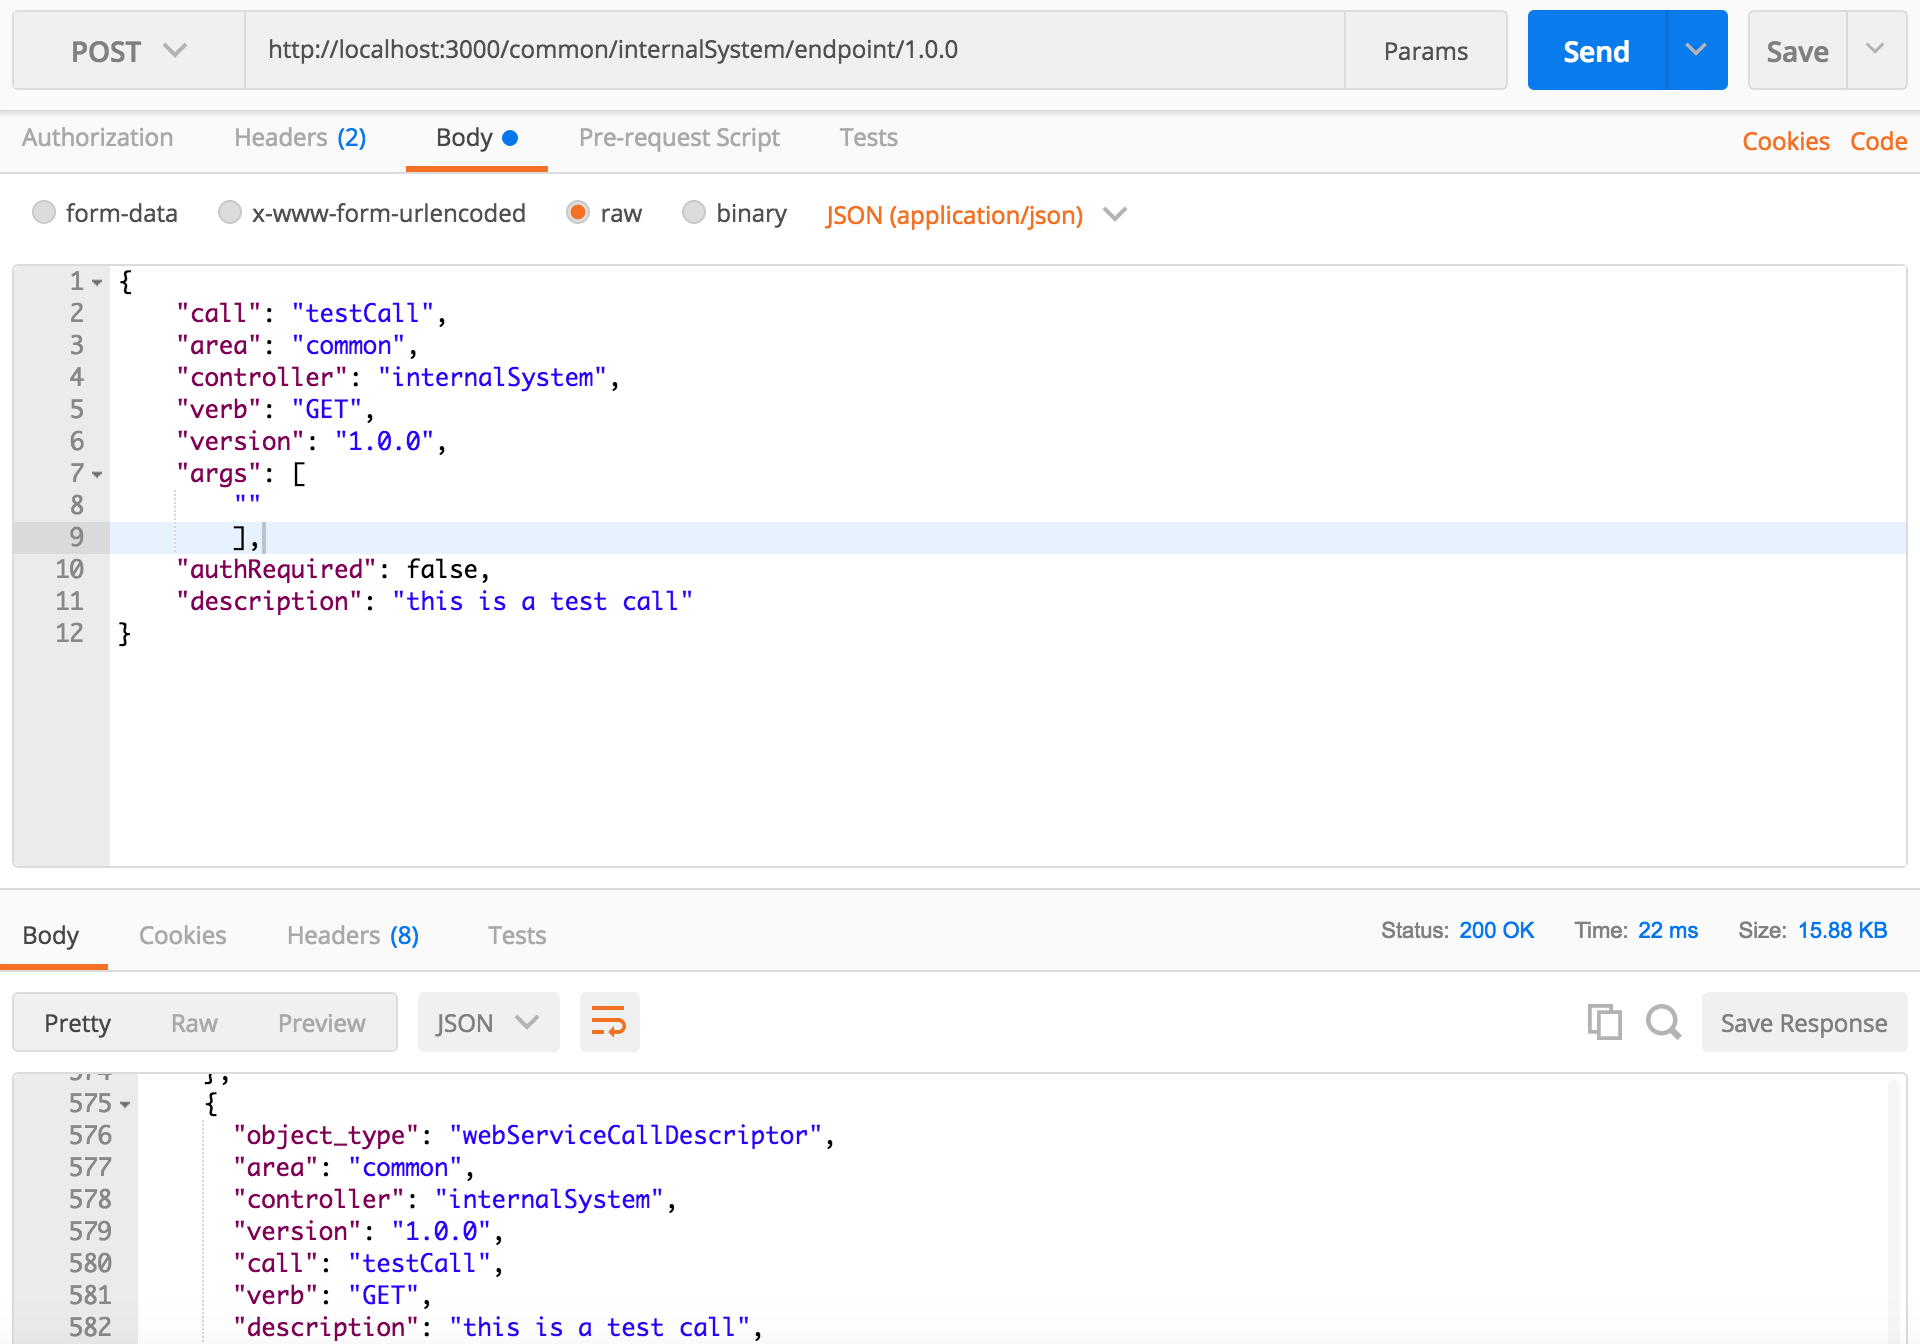 POST http://localhost:3000/common/internalSystem/endpoint/1.0.0 Params Send Save
Authorization Headers (2) Body Pre-request Script Tests Cookies Code
form-data x-www-form-urlencoded raw binary JSON (application/json)
1 {
2 "call": "testCall",
3 "area": "common",
4 "controller": "internalSystem",
5 "verb": "GET",
6 "version": "1.0.0",
7 "args": [
8 ""
9 ],
10 "authRequired": false,
11 "description": "this is a test call"
12 }
Body Cookies Headers (8) Tests Status: 200 OK Time: 22 ms Size: 15.88 KB
Pretty Raw Preview JSON Save Response
574 },
575 {
576 "object_type": "webServiceCallDescriptor",
577 "area": "common",
578 "controller": "internalSystem",
579 "version": "1.0.0",
580 "call": "testCall",
581 "verb": "GET",
582 "description": "this is a test call",